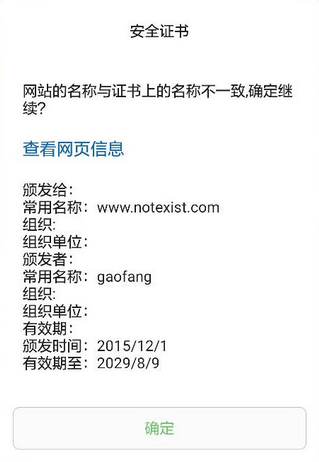 安全证书
网站的名称与证书上的名称不一致,确定继
续?
查看网页信息
颁发给:
常用名称: www.notexist.com
组织:
组织单位:
颁发者:
常用名称: gaofang
组织:
组织单位:
有效期:
颁发时间: 2015/12/1
有效期至: 2029/8/9
确定